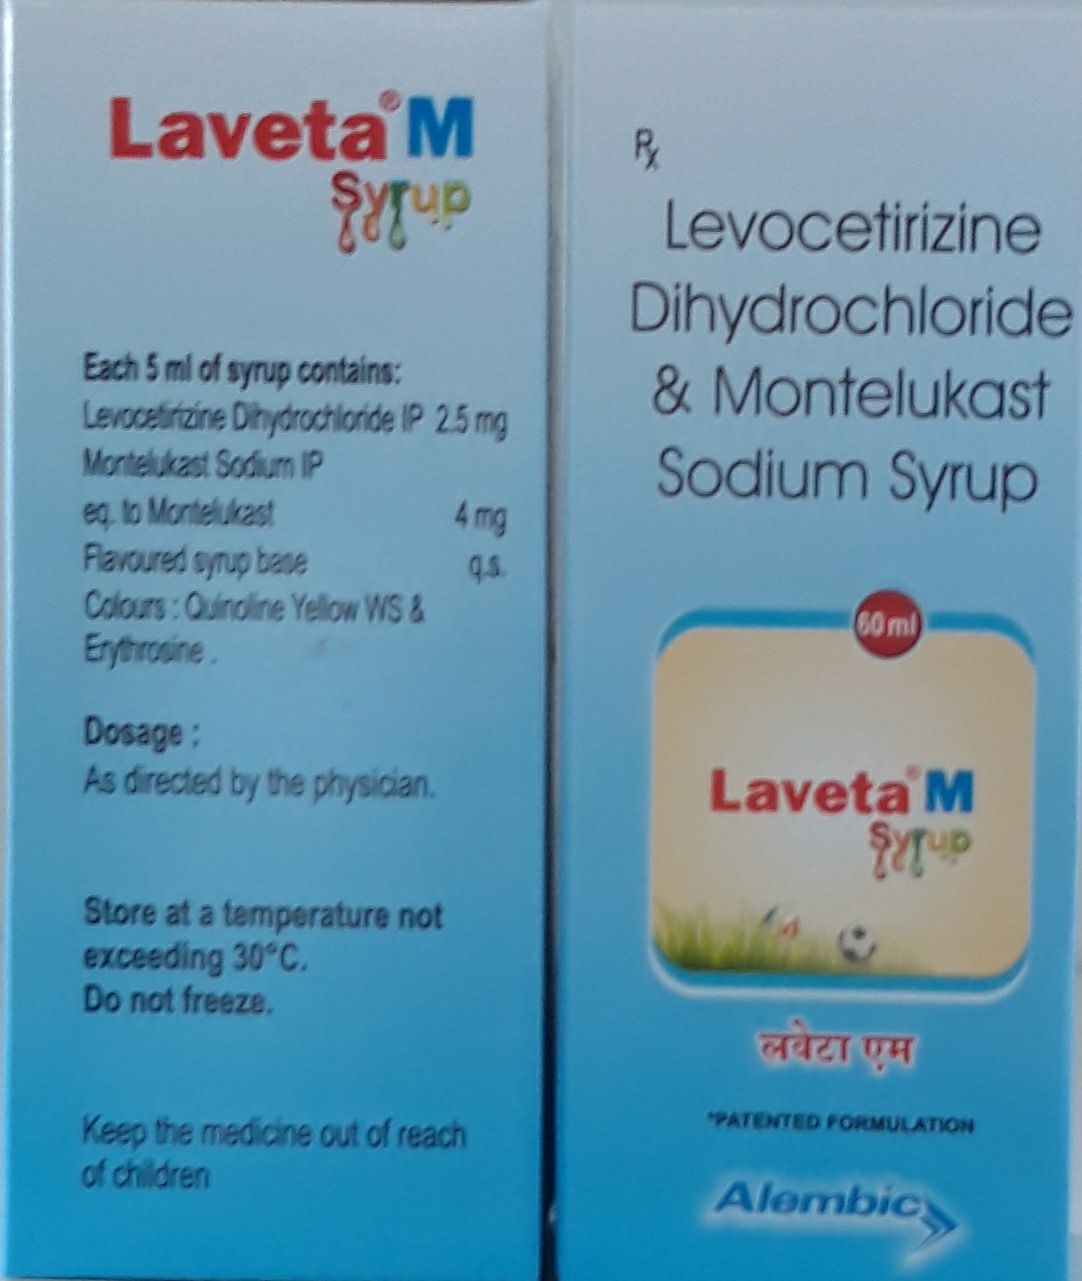 Laveta® M
Syrup
Each 5 ml of syrup contains:
Levocetirizine Dihydrochloride IP 2.5 mg
Montelukast Sodium IP
eq. to Montelukast 4 mg
Flavoured syrup base q.s.
Colours : Quinoline Yellow WS &
Erythrosine .
Dosage :
As directed by the physician.
Store at a temperature not
exceeding 30°C.
Do not freeze.
Keep the medicine out of reach
of children
Rx
Levocetirizine
Dihydrochloride
& Montelukast
Sodium Syrup
60 ml
Laveta® M
Syrup
लवेटा एम
*PATENTED FORMULATION
Alembic